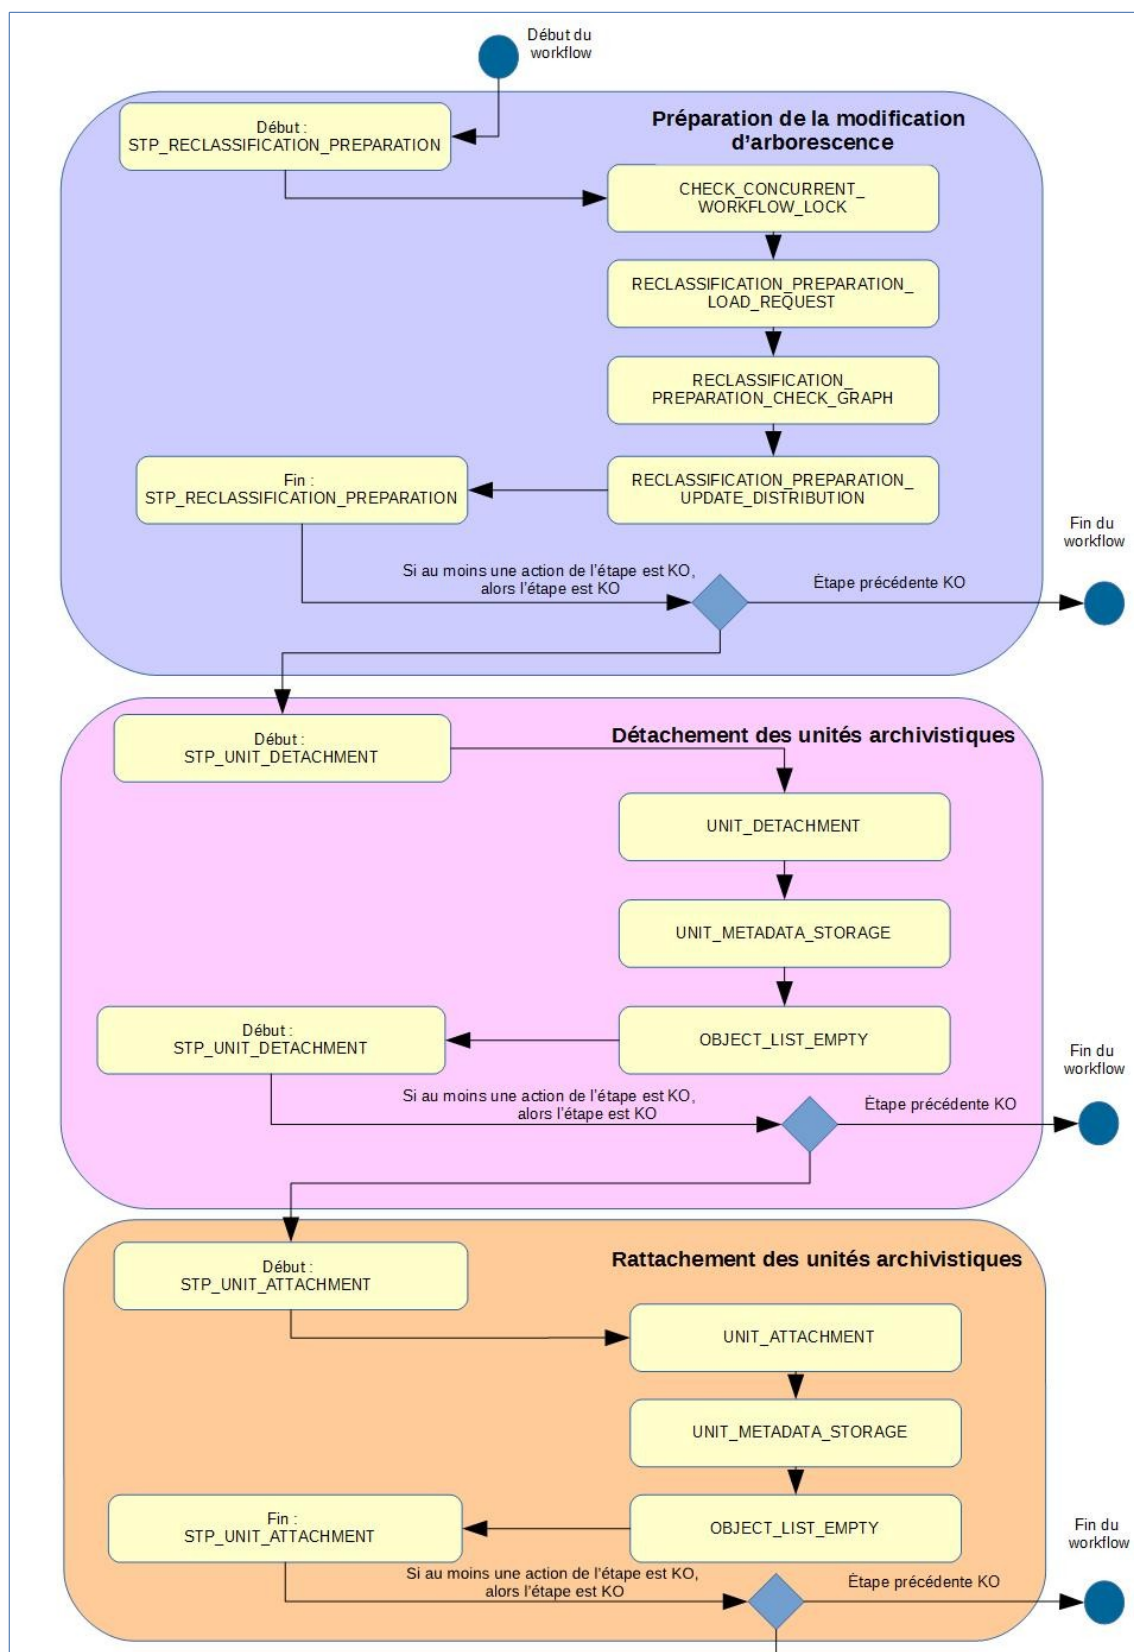 Début du
workflow
Début :
STP_RECLASSIFICATION_PREPARATION
Préparation de la modification
d’arborescence
CHECK_CONCURRENT_
WORKFLOW_LOCK
RECLASSIFICATION_PREPARATION_
LOAD_REQUEST
RECLASSIFICATION_
PREPARATION_CHECK_GRAPH
RECLASSIFICATION_PREPARATION_
UPDATE_DISTRIBUTION
Fin :
STP_RECLASSIFICATION_PREPARATION
Si au moins une action de l’étape est KO,
alors l’étape est KO
Étape précédente KO
Fin du
workflow
Début :
STP_UNIT_DETACHMENT
Détachement des unités archivistiques
UNIT_DETACHMENT
UNIT_METADATA_STORAGE
OBJECT_LIST_EMPTY
Début :
STP_UNIT_DETACHMENT
Si au moins une action de l’étape est KO,
alors l’étape est KO
Étape précédente KO
Fin du
workflow
Début :
STP_UNIT_ATTACHMENT
Rattachement des unités archivistiques
UNIT_ATTACHMENT
UNIT_METADATA_STORAGE
OBJECT_LIST_EMPTY
Fin :
STP_UNIT_ATTACHMENT
Si au moins une action de l’étape est KO,
alors l’étape est KO
Étape précédente KO
Fin du
workflow